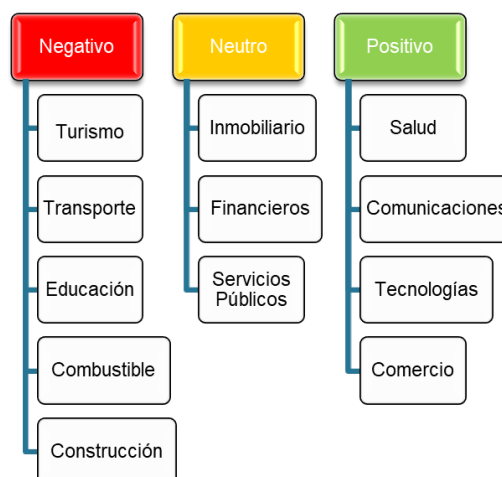 Negativo
Turismo
Transporte
Educación
Combustible
Construcción
Neutro
Inmobiliario
Financieros
Servicios
Públicos
Positivo
Salud
Comunicaciones
Tecnologías
Comercio